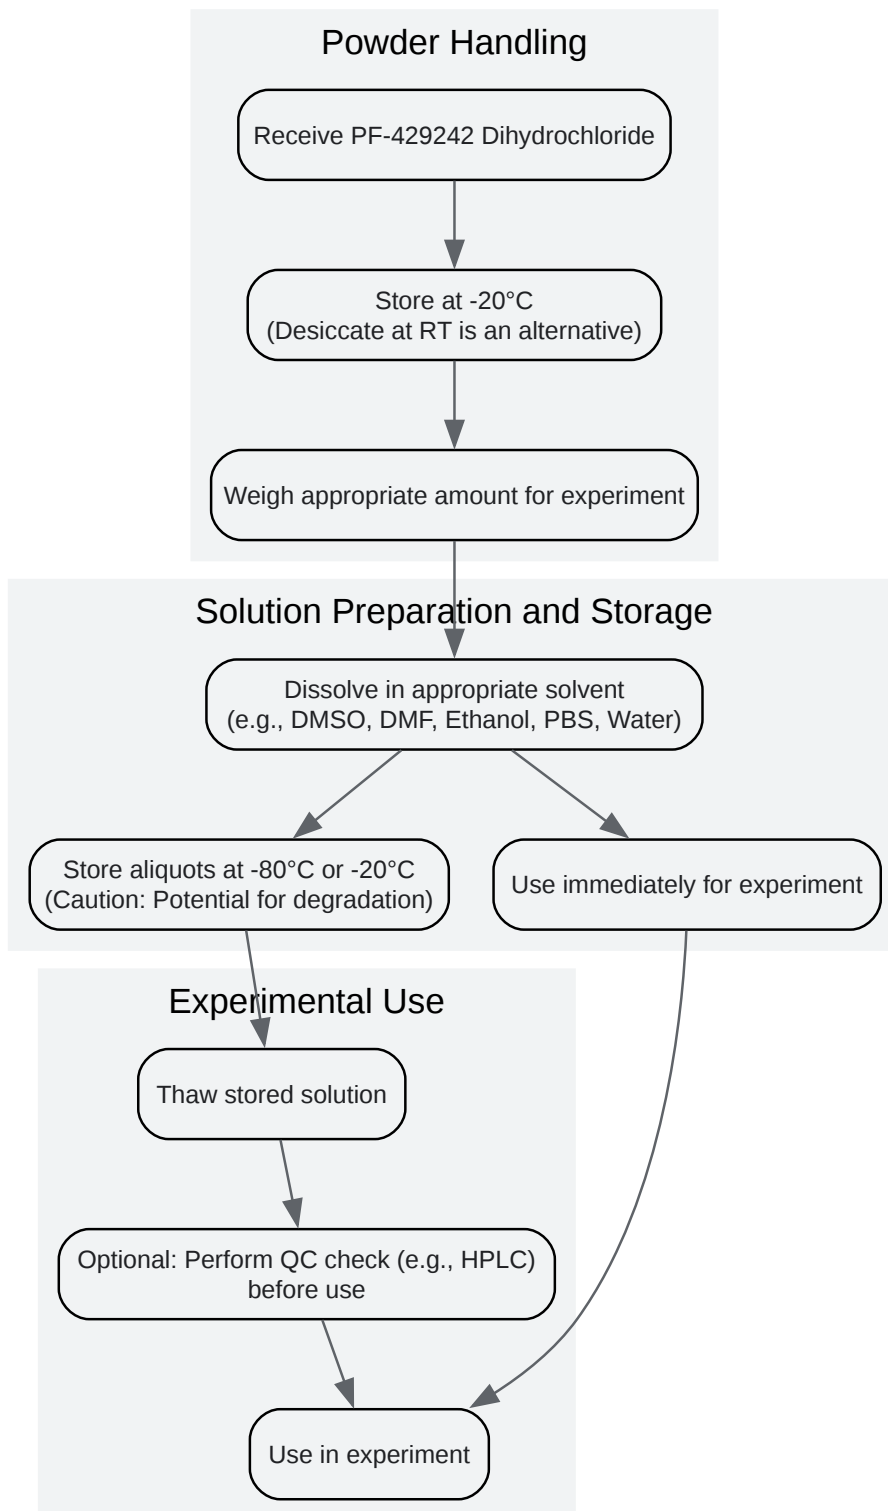 Powder Handling
Receive PF-429242 Dihydrochloride
Store at -20°C
(Desiccate at RT is an alternative)
Weigh appropriate amount for experiment
Solution Preparation and Storage
Dissolve in appropriate solvent
(e.g., DMSO, DMF, Ethanol, PBS, Water)
Store aliquots at -80°C or -20°C
(Caution: Potential for degradation)
Use immediately for experiment
Experimental Use
Thaw stored solution
Optional: Perform QC check (e.g., HPLC)
before use
Use in experiment